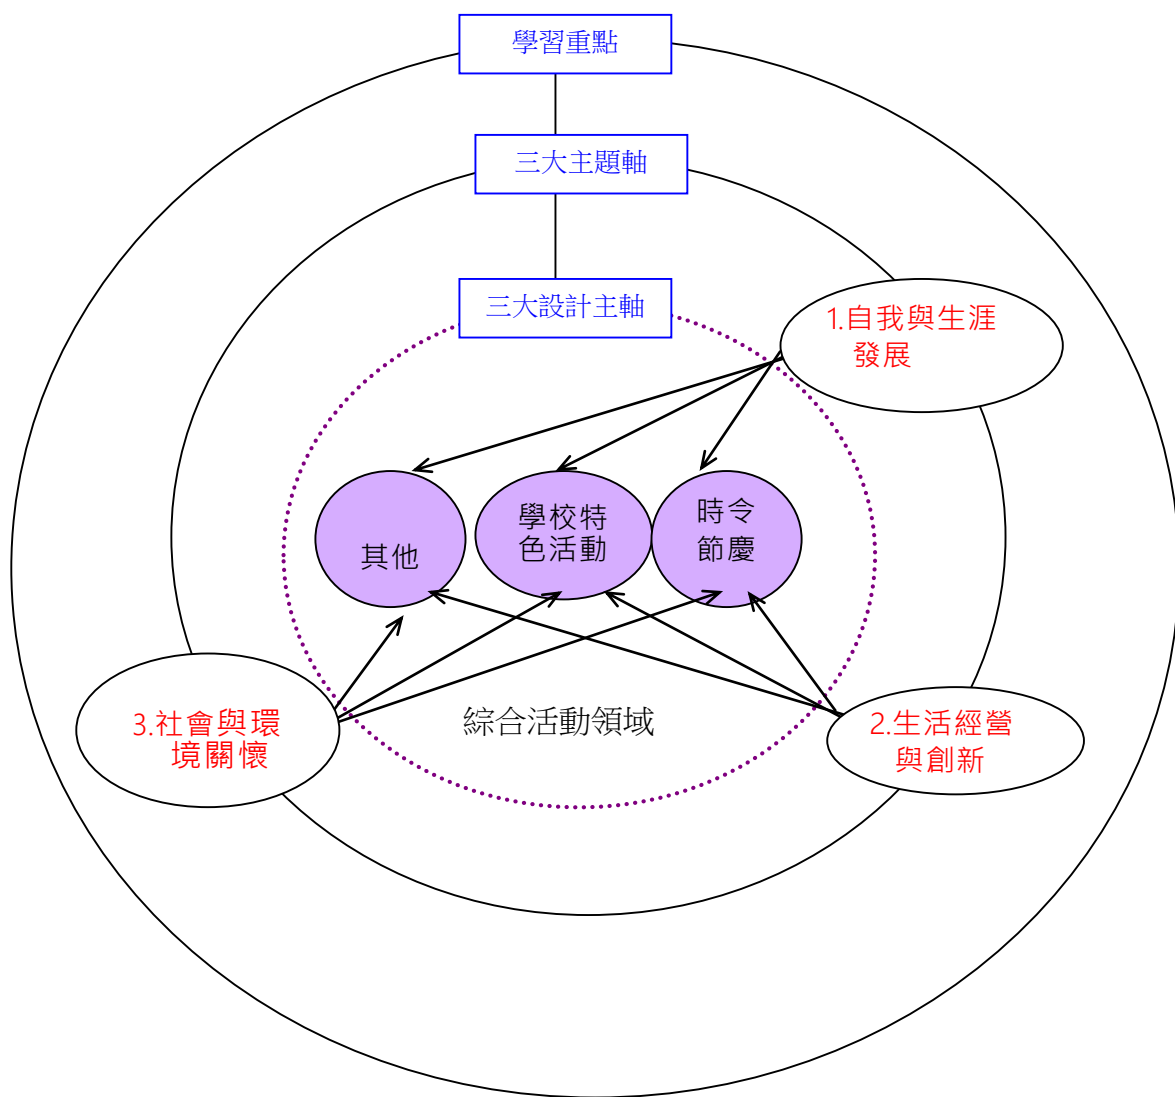 學習重點
三大主題軸
三大設計主軸
1.自我與生涯
發展
其他
學校特
色活動
時令
節慶
3.社會與環
境關懷
綜合活動領域
2.生活經營
與創新